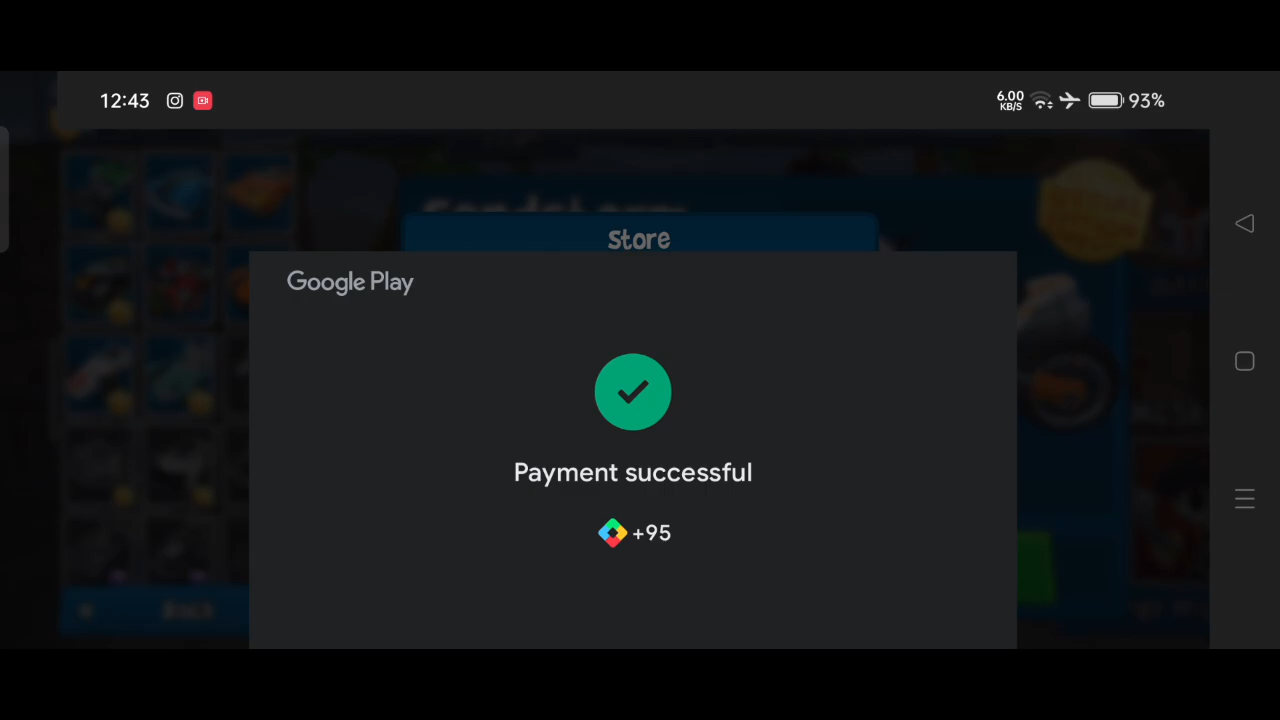 12:43
6.00
KB/S
93%
Store
Google Play
Payment successful
+95